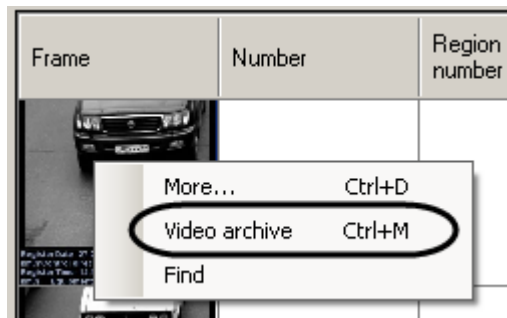 Frame
Number
Region
number
More... Ctrl+D
Video archive Ctrl+M
Find